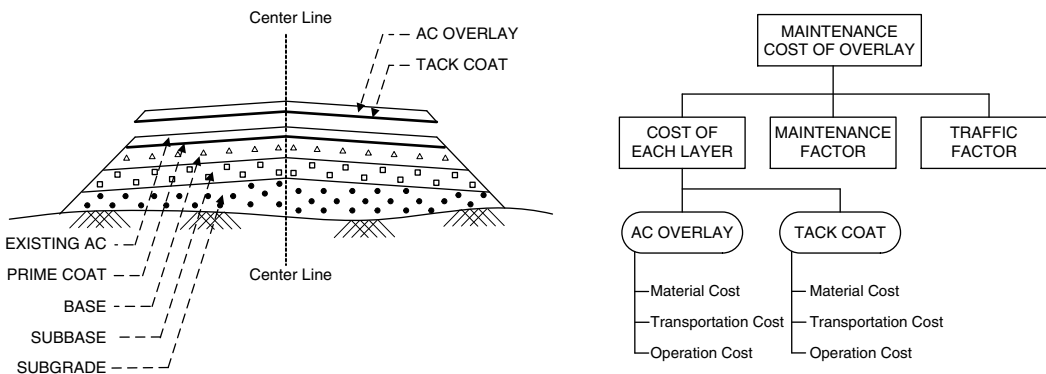 Center Line
AC OVERLAY
TACK COAT
EXISTING AC
PRIME COAT
BASE
SUBBASE
SUBGRADE
Center Line
MAINTENANCE
COST OF OVERLAY
COST OF
EACH LAYER
MAINTENANCE
FACTOR
TRAFFIC
FACTOR
AC OVERLAY
Material Cost
Transportation Cost
Operation Cost
TACK COAT
Material Cost
Transportation Cost
Operation Cost